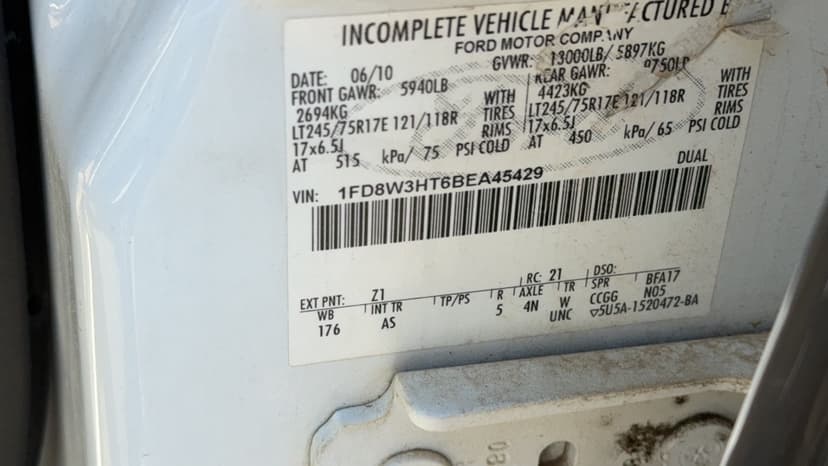 INCOMPLETE VEHICLE MANUFACTURED B
FORD MOTOR COMPANY
DATE: 06/10 GVWR: 13000LB/ 5897KG
FRONT GAWR: 5940LB REAR GAWR: 9750LB
2694KG WITH 4423KG WITH
LT245/75R17E 121/118R TIRES LT245/75R17E 121/118R TIRES
17x6.5J RIMS 17x6.5J RIMS
AT 515 kPa/ 75 PSI COLD AT 450 kPa/ 65 PSI COLD
VIN: 1FD8W3HT6BEA45429 DUAL
EXT PNT: Z1 RC: 21 DSO:
WB INT TR TP/PS R AXLE TR SPR BFA17
176 AS 5 4N W CCGG N05
UNC ▽5U5A-1520472-BA